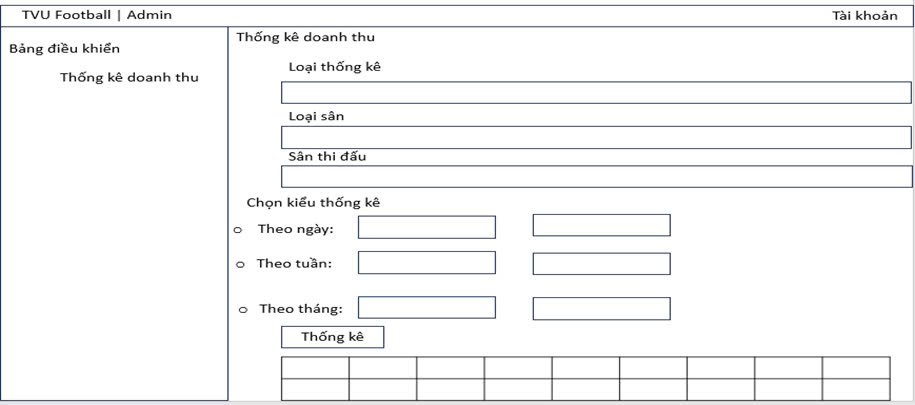 TVU Football | Admin
Tài khoản
Bảng điều khiển
Thống kê doanh thu
Thống kê doanh thu
Loại thống kê
Loại sân
Sân thi đấu
Chọn kiểu thống kê
Theo ngày:
Theo tuần:
Theo tháng:
Thống kê